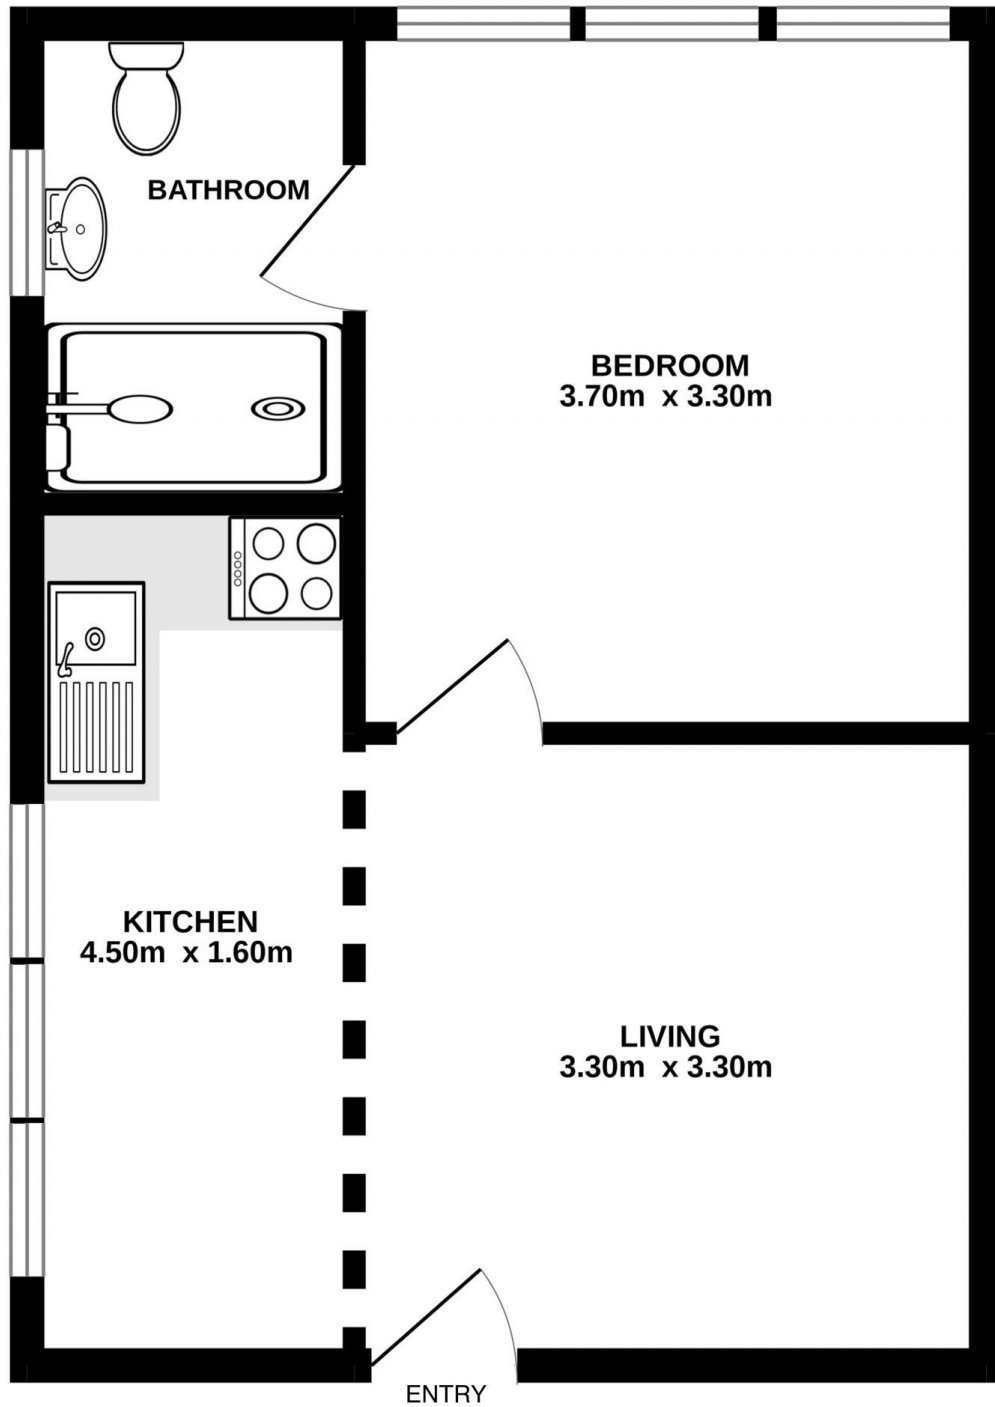 BATHROOM
BEDROOM
3.70m x 3.30m
KITCHEN
4.50m x 1.60m
LIVING
3.30m x 3.30m
ENTRY